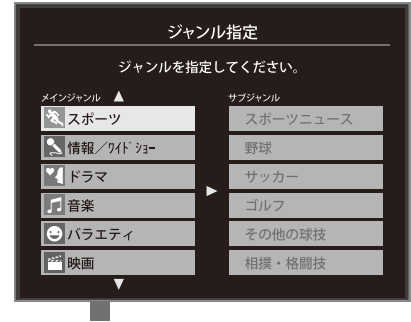 ジャンル指定
ジャンルを指定してください。
メインジャンル
スポーツ
情報／ワイドショー
ドラマ
音楽
バラエティ
映画
サブジャンル
スポーツニュース
野球
サッカー
ゴルフ
その他の球技
相撲・格闘技